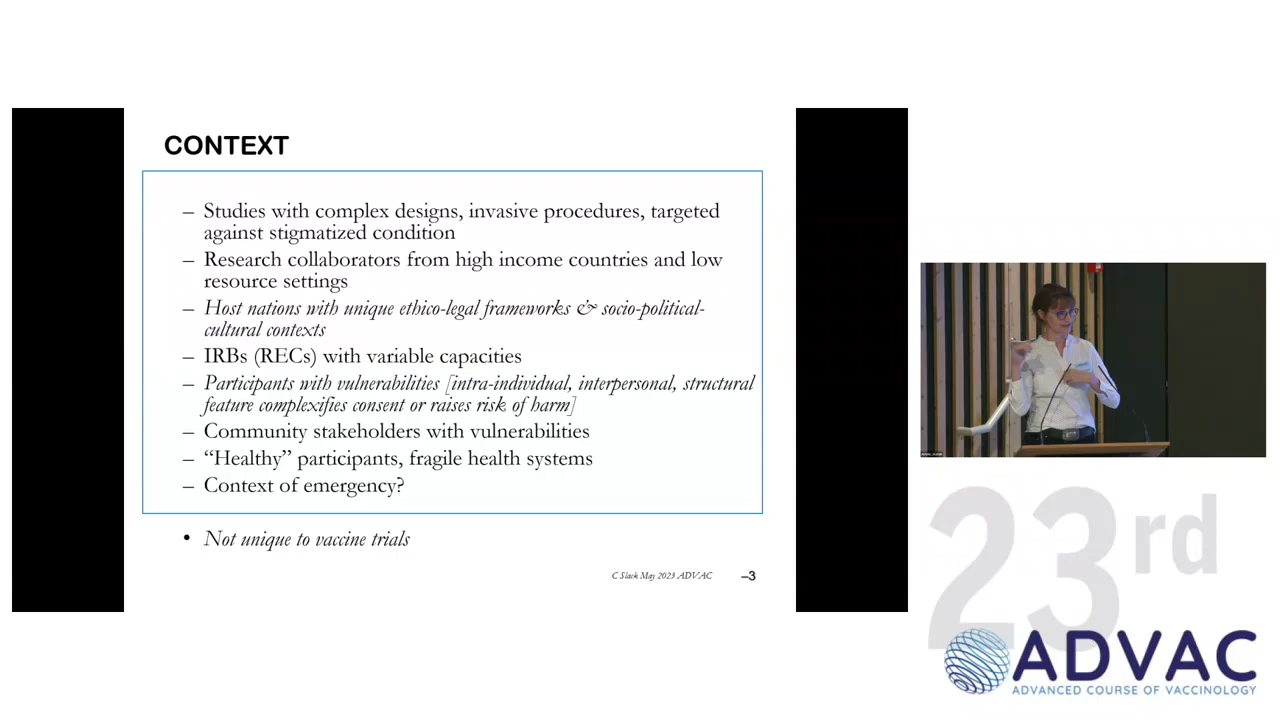 CONTEXT
– Studies with complex designs, invasive procedures, targeted
against stigmatized condition
– Research collaborators from high income countries and low
resource settings
– Host nations with unique ethico-legal frameworks & socio-political-
cultural contexts
– IRBs (RECs) with variable capacities
– Participants with vulnerabilities [intra-individual, interpersonal, structural
feature complexifies consent or raises risk of harm]
– Community stakeholders with vulnerabilities
– “Healthy” participants, fragile health systems
– Context of emergency?
• Not unique to vaccine trials
C Slack May 2023 ADVAC –3
23rd
ADVAC
ADVANCED COURSE OF VACCINOLOGY